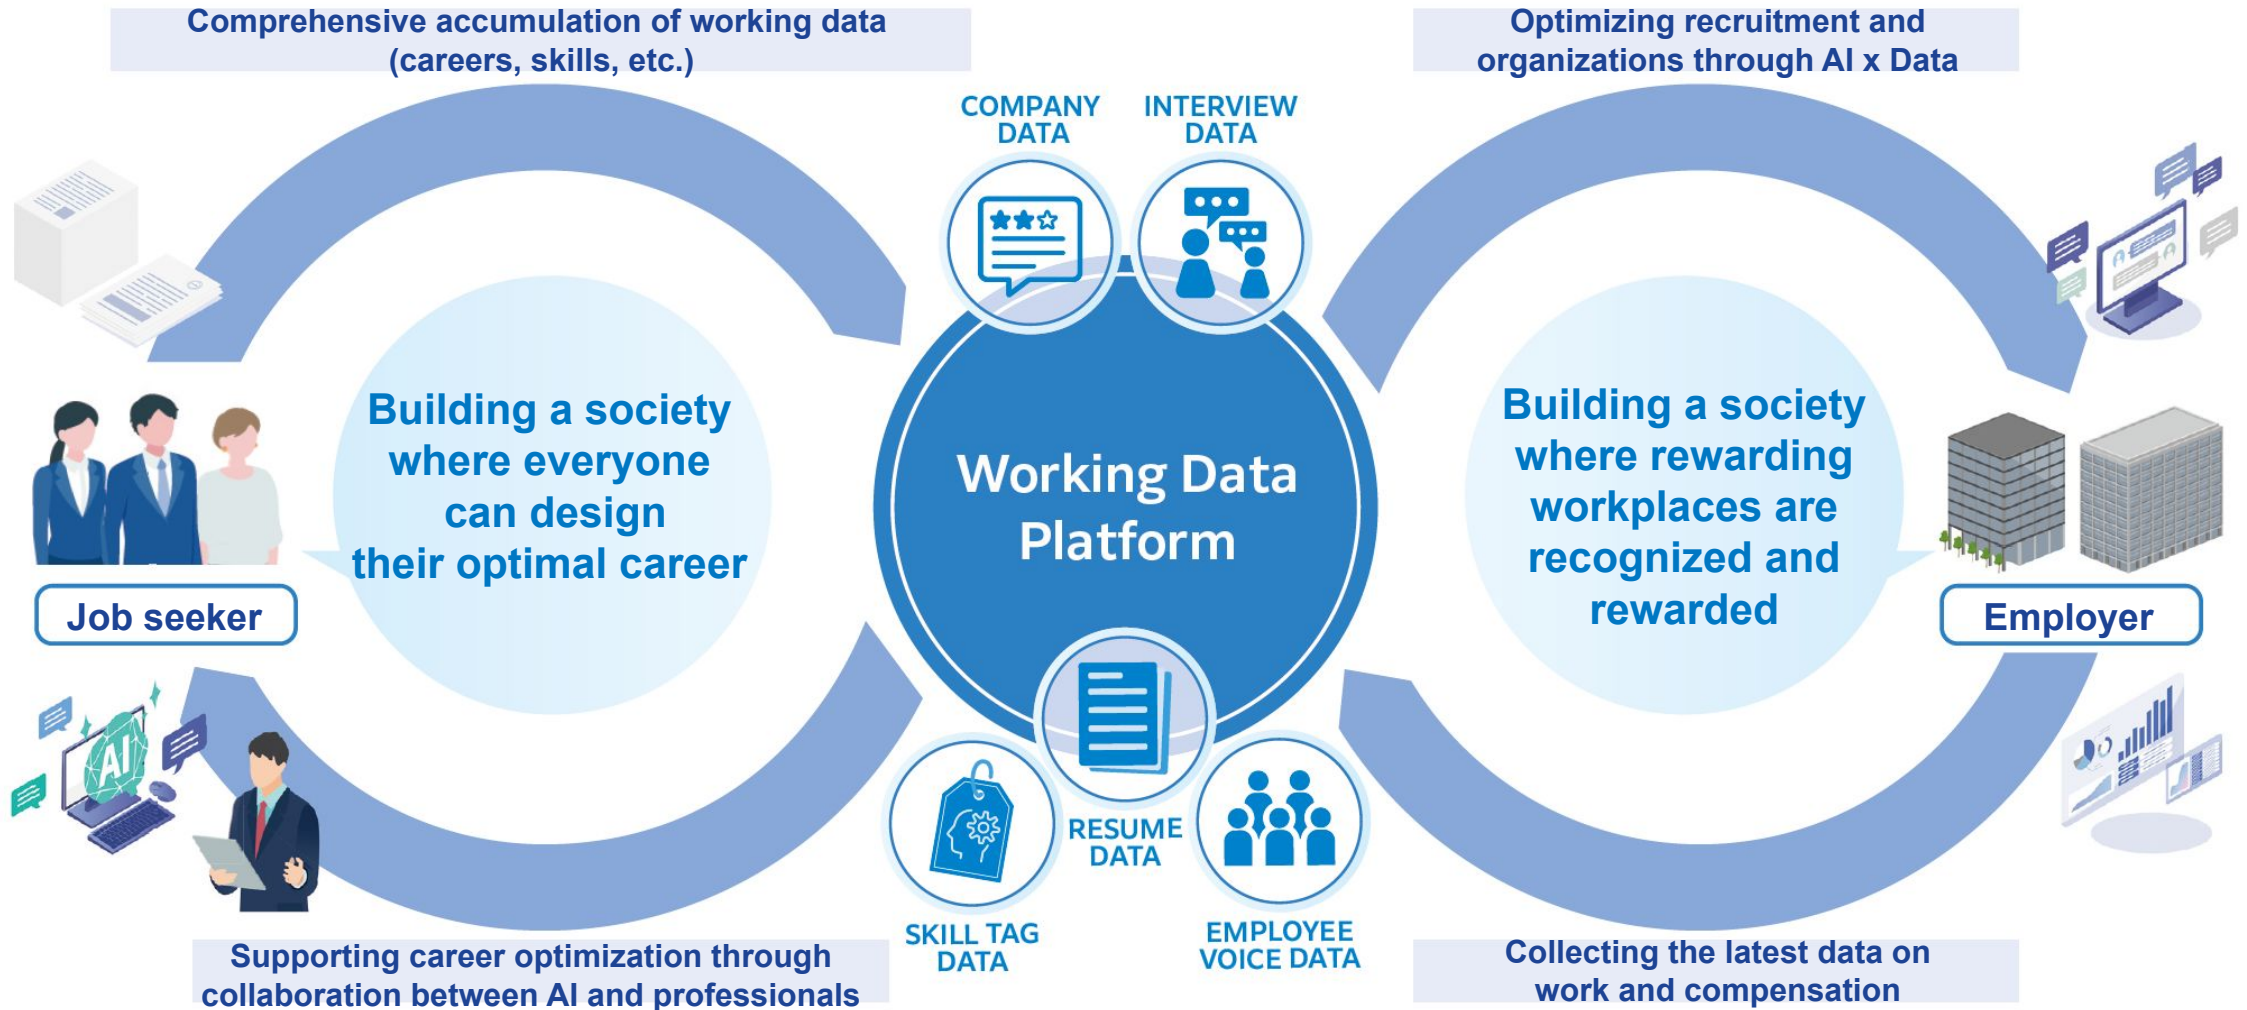 Comprehensive accumulation of working data
(careers, skills, etc.)
Optimizing recruitment and
organizations through AI x Data
COMPANY
DATA
INTERVIEW
DATA
Building a society
where everyone
can design
their optimal career
Working Data
Platform
Building a society
where rewarding
workplaces are
recognized and
rewarded
Job seeker
Employer
AI
RESUME
DATA
SKILL TAG
DATA
EMPLOYEE
VOICE DATA
Supporting career optimization through
collaboration between AI and professionals
Collecting the latest data on
work and compensation